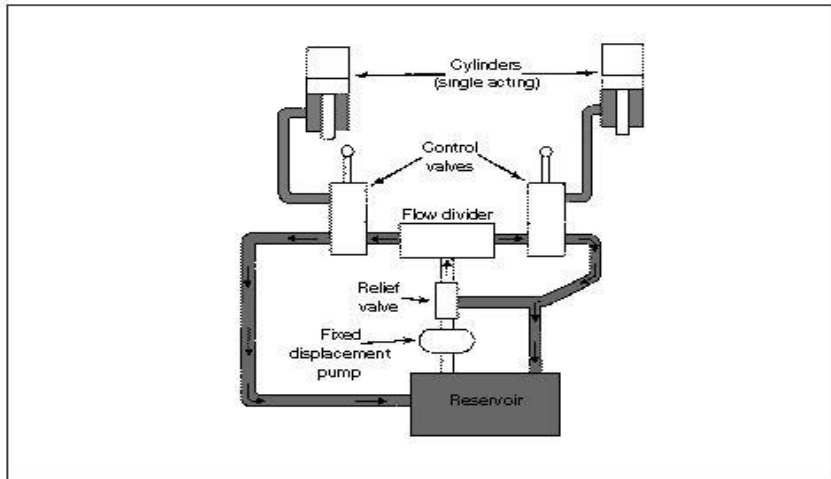 Cylinders
(single acting)
Control
valves
Flow divider
Relief
valve
Fixed
displacement
pump
Reservoir